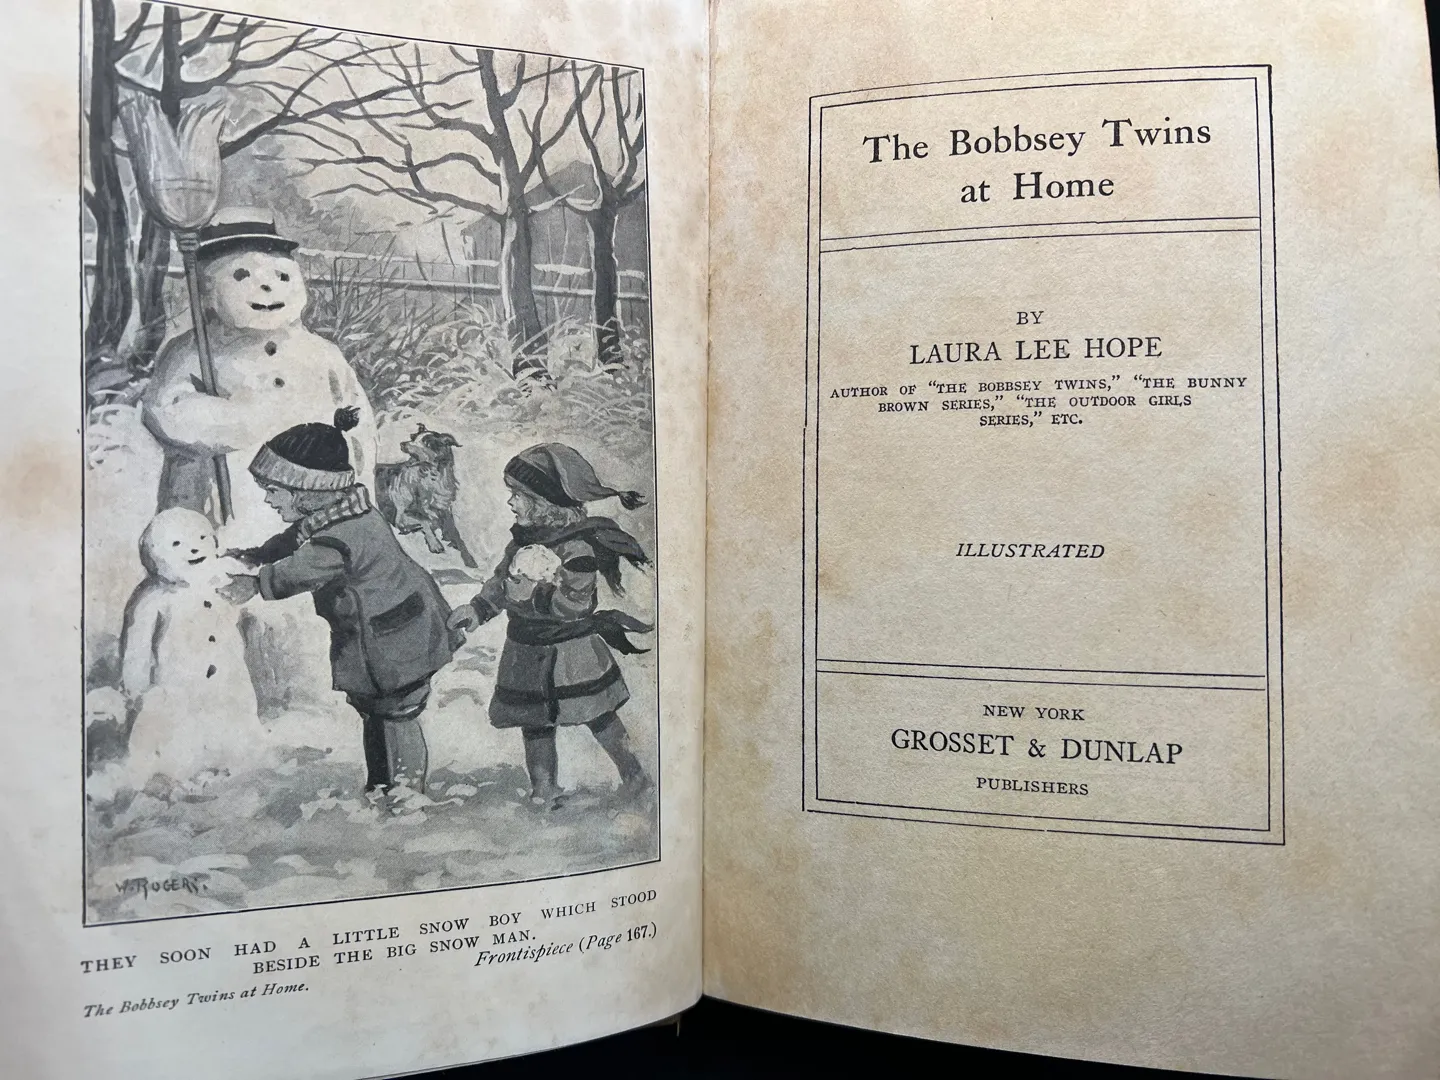 W. ROGERS.
THEY SOON HAD A LITTLE SNOW BOY WHICH STOOD
BESIDE THE BIG SNOW MAN.
Frontispiece (Page 167.)
The Bobbsey Twins at Home.
The Bobbsey Twins
at Home
BY
LAURA LEE HOPE
AUTHOR OF “THE BOBBSEY TWINS,” “THE BUNNY
BROWN SERIES,” “THE OUTDOOR GIRLS
SERIES,” ETC.
ILLUSTRATED
NEW YORK
GROSSET & DUNLAP
PUBLISHERS